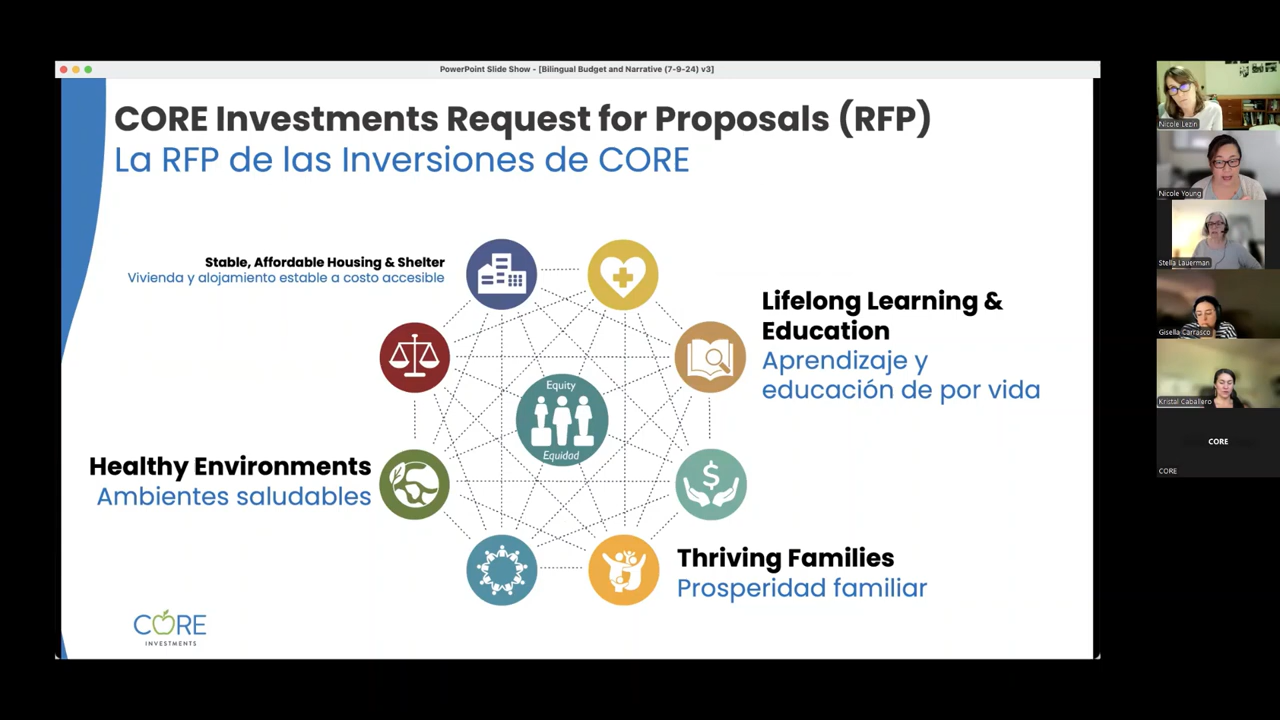 PowerPoint Slide Show - [Bilingual Budget and Narrative (7-9-24) v3]
CORE Investments Request for Proposals (RFP)
La RFP de las Inversiones de CORE
Stable, Affordable Housing & Shelter
Vivienda y alojamiento estable a costo accesible
Lifelong Learning &
Education
Aprendizaje y
educación de por vida
Equity
Equidad
Healthy Environments
Ambientes saludables
Thriving Families
Prosperidad familiar
CORE
INVESTMENTS
Nicole Lezin
Nicole Young
Stella Lauerman
Gisella Carrasco
Kristal Caballero
CORE
CORE